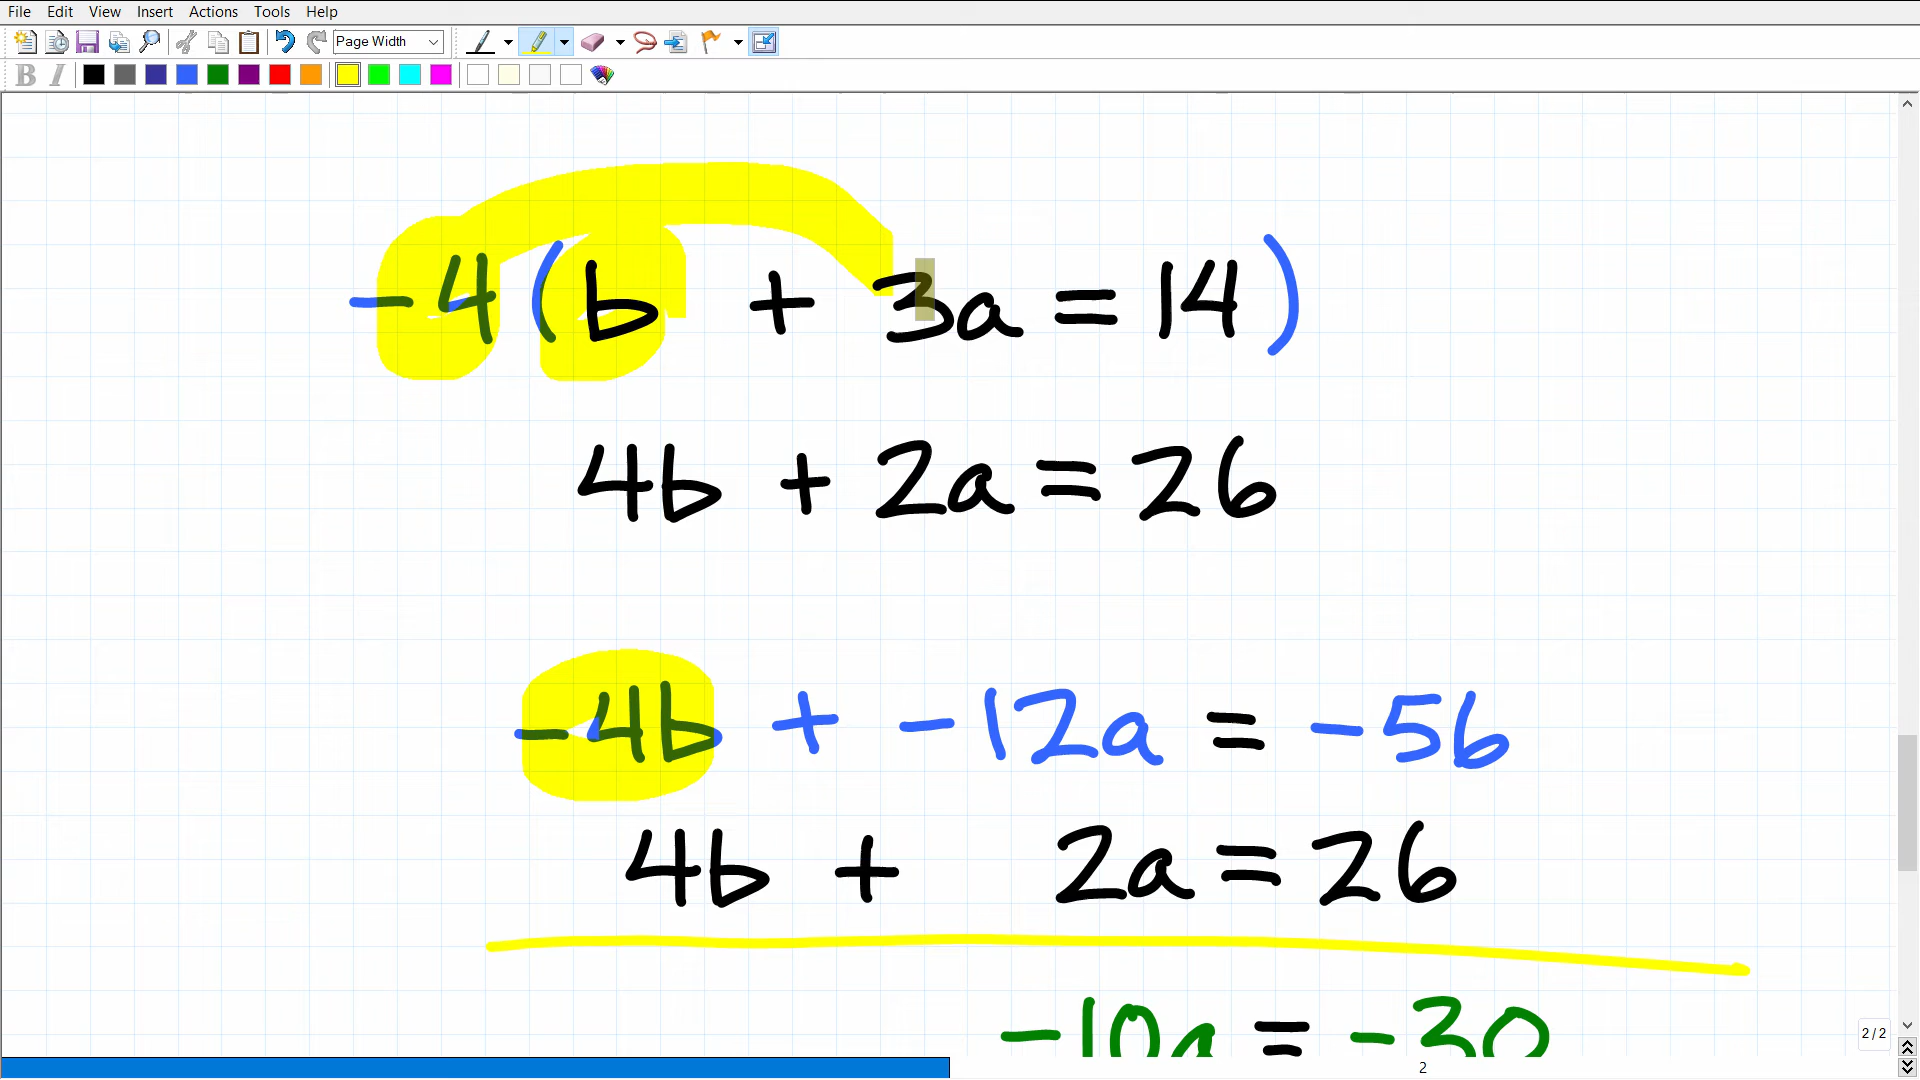 File Edit View Insert Actions Tools Help
Page Width
B I
-4(b + 3a = 14)
4b + 2a = 26
-4b + -12a = -56
4b + 2a = 26
-10a = -30
2 / 2
2